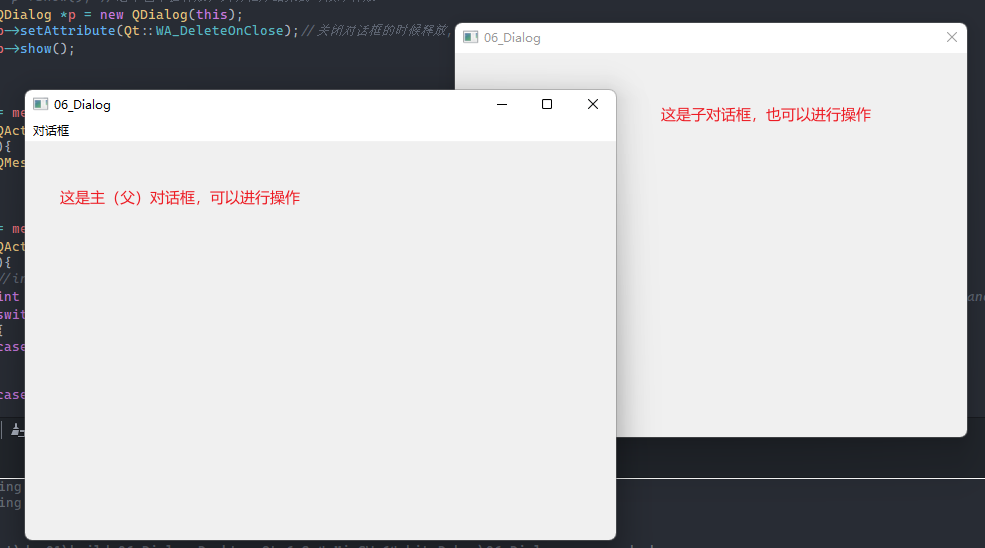 QDialog *p = new QDialog(this);
p->setAttribute(Qt::WA_DeleteOnClose);//关闭对话框的时候释放,
p->show();
06_Dialog
这是子对话框，也可以进行操作
06_Dialog
对话框
这是主（父）对话框，可以进行操作
= me
QAct
){
QMes
= me
QAct
){
//in
int
swit
{
case
case
ing
ing